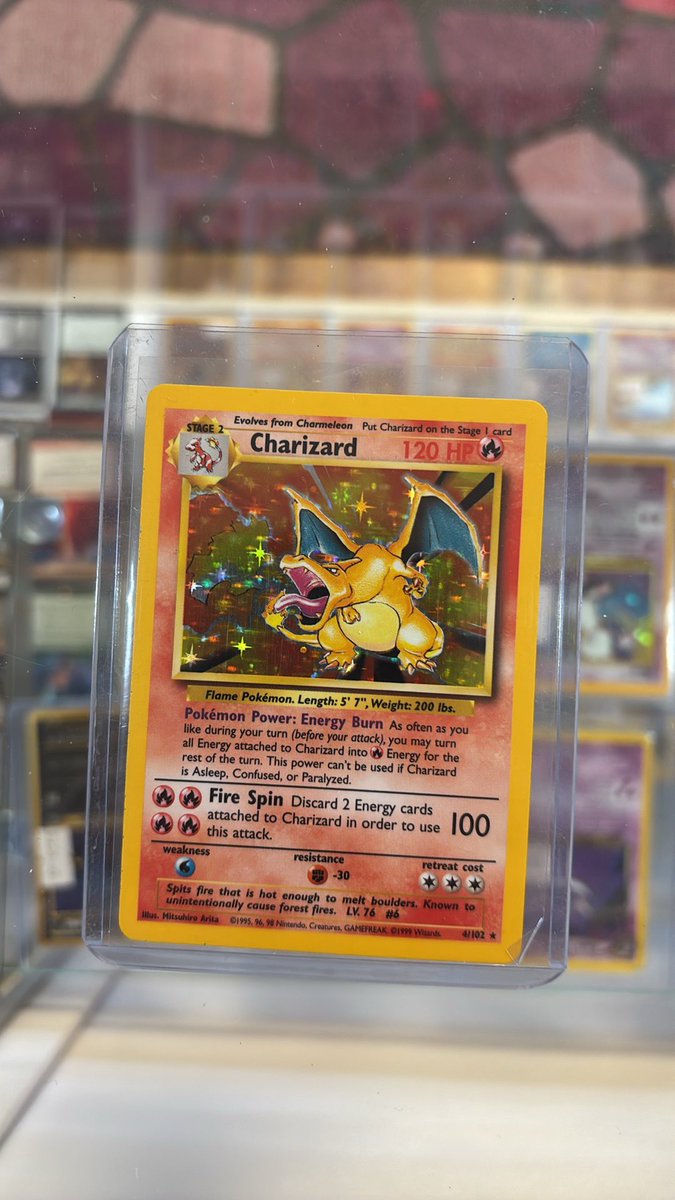 Evolves from Charmeleon Put Charizard on the Stage 1 card
STAGE 2
Charizard 120 HP
Flame Pokémon. Length: 5' 7", Weight: 200 lbs.
Pokémon Power: Energy Burn As often as you
like during your turn (before your attack), you may turn
all Energy attached to Charizard into Energy for the
rest of the turn. This power can't be used if Charizard
is Asleep, Confused, or Paralyzed.
Fire Spin Discard 2 Energy cards
attached to Charizard in order to use
this attack.
100
weakness resistance retreat cost
-30
Spits fire that is hot enough to melt boulders. Known to
unintentionally cause forest fires. LV. 76 #6
Illus. Mitsuhiro Arita ©1995, 96, 98 Nintendo, Creatures, GAMEFREAK. ©1999 Wizards. 4/102 ★